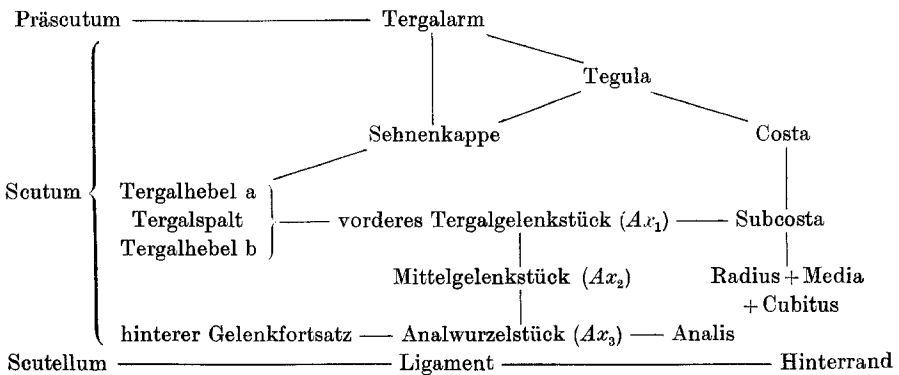 Präscutum Tergalarm
Tegula
Sehnenkappe Costa
Tergalhebel a
Scutum Tergalspalt vorderes Tergalgelenkstück (Ax₁) Subcosta
Tergalhebel b
Mittelgelenkstück (Ax₂) Radius + Media
+ Cubitus
hinterer Gelenkfortsatz Analwurzelstück (Ax₃) Analis
Scutellum Ligament Hinterrand